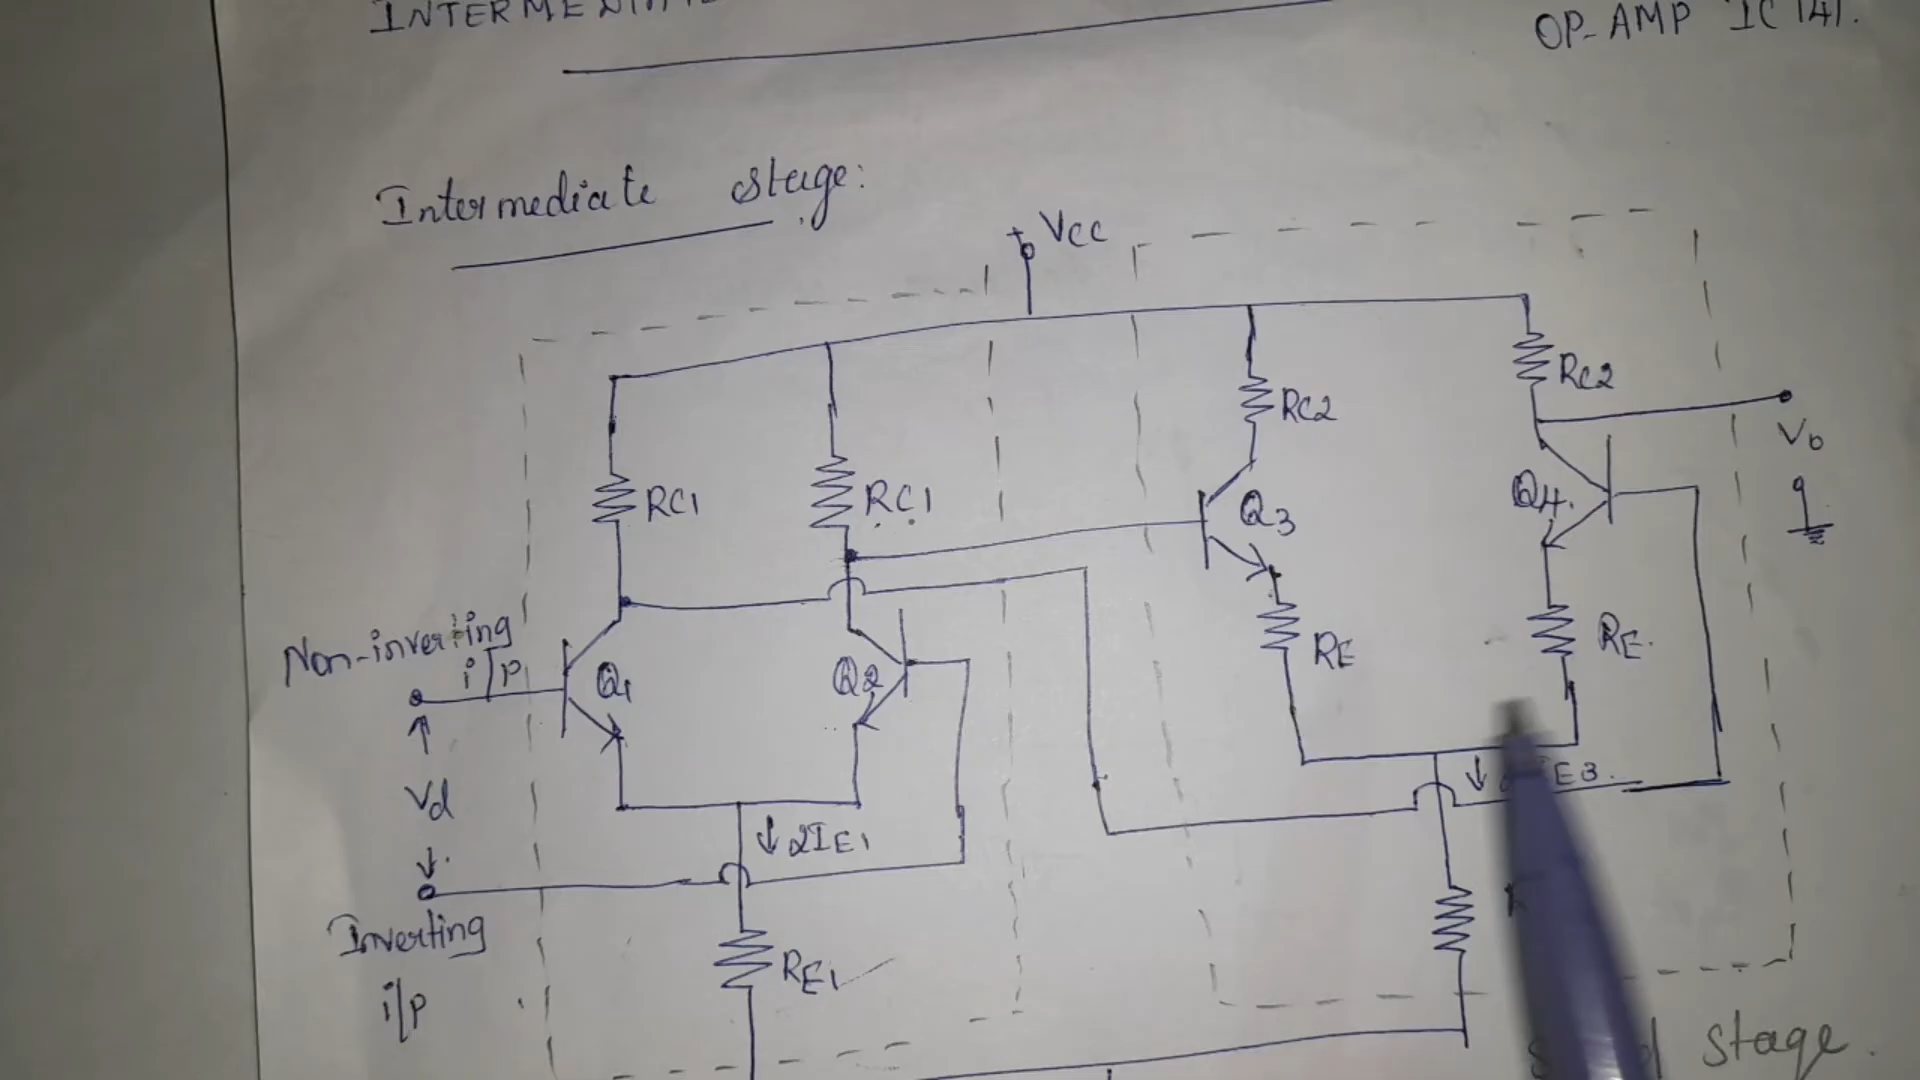 OP-AMP IC 741.
Intermediate stage:
+ Vcc
RC1
RC1
RC2
RC2
Vo
Q3
Q4.
Non-inverting
i/p
Q1
Q2
RE
RE.
Vd
2IE1
Inverting
i/p
RE1
stage.